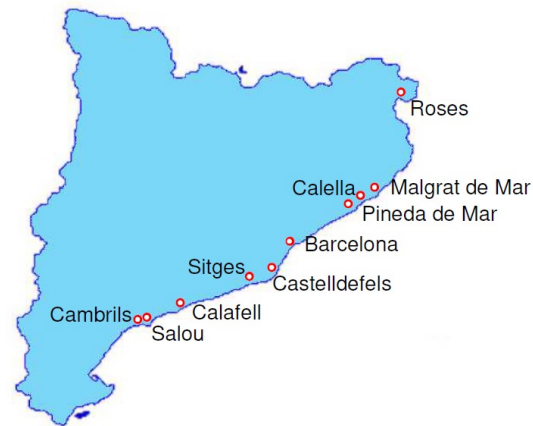 Roses
Calella
Malgrat de Mar
Pineda de Mar
Barcelona
Sitges
Castelldefels
Calafell
Cambrils
Salou